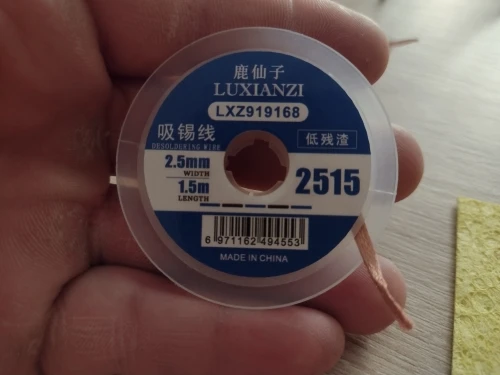 鹿仙子
LUXIANZI
LXZ919168
吸锡线
DESOLDERING WIRE
低残渣
2.5mm
WIDTH
1.5m
LENGTH
2515
6 971162 494553
MADE IN CHINA